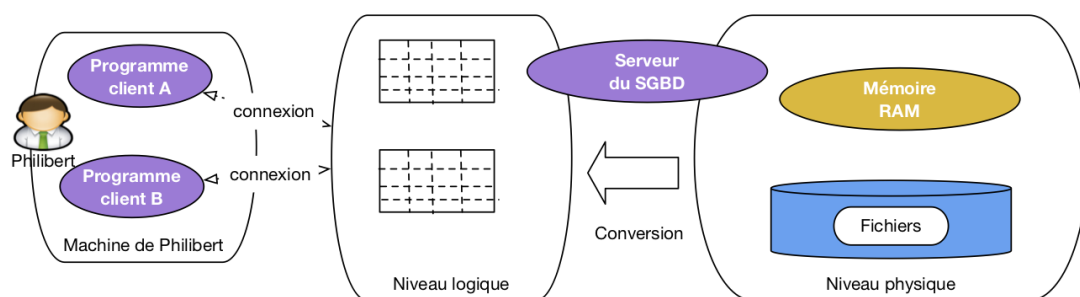 Programme
client A
Philibert
Programme
client B
Machine de Philibert
connexion
connexion
Niveau logique
Serveur
du SGBD
Conversion
Mémoire
RAM
Fichiers
Niveau physique